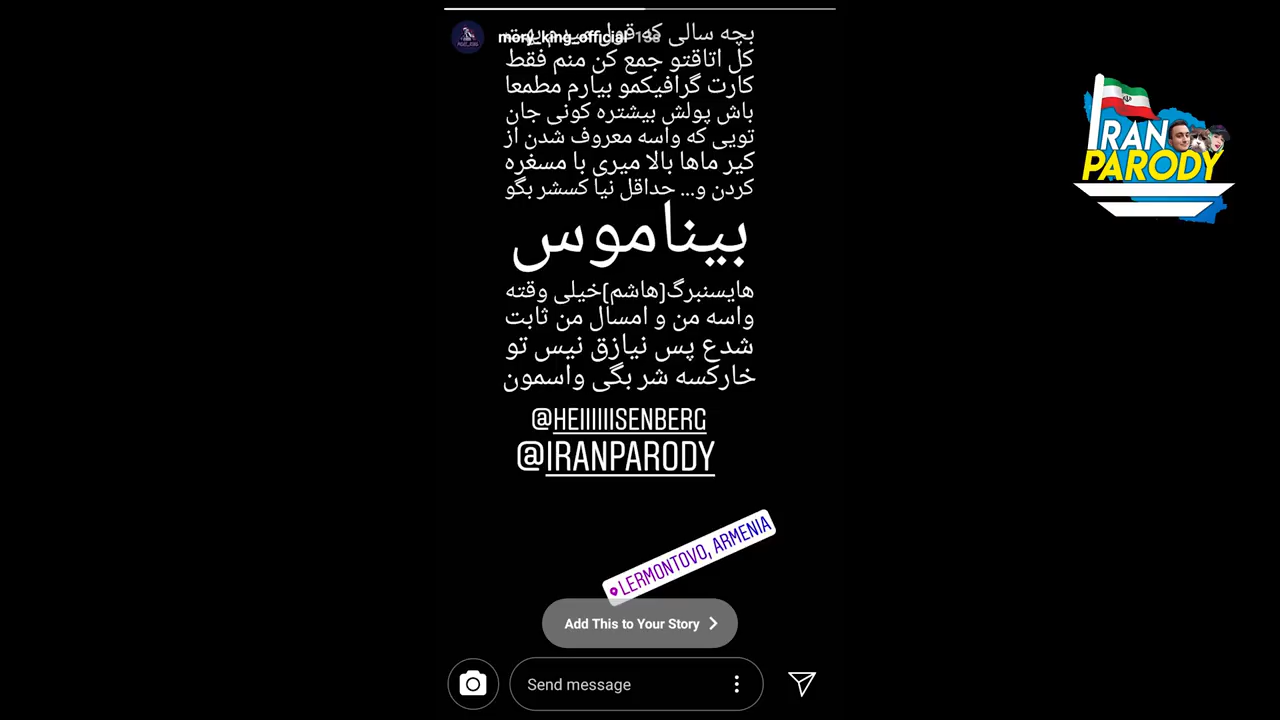 mory_king_official 13s
بچه سالی که قول
کل اتاقتو جمع کن منم فقط
کارت گرافیکمو بیارم مطمعا
باش پولش بیشتره کونی جان
تویی که واسه معروف شدن از
کیر ماها بالا میری با مسغره
کردن و... حداقل نیا کسشر بگو
بیناموس
هایسنبرگ[هاشم]خیلی وقته
واسه من و امسال من ثابت
شدع پس نیازق نیس تو
خارکسه شر بگی واسمون
@HEIIIIIISENBERG
@IRANPARODY
LERMONTOVO, ARMENIA
Add This to Your Story
Send message
IRAN
PARODY